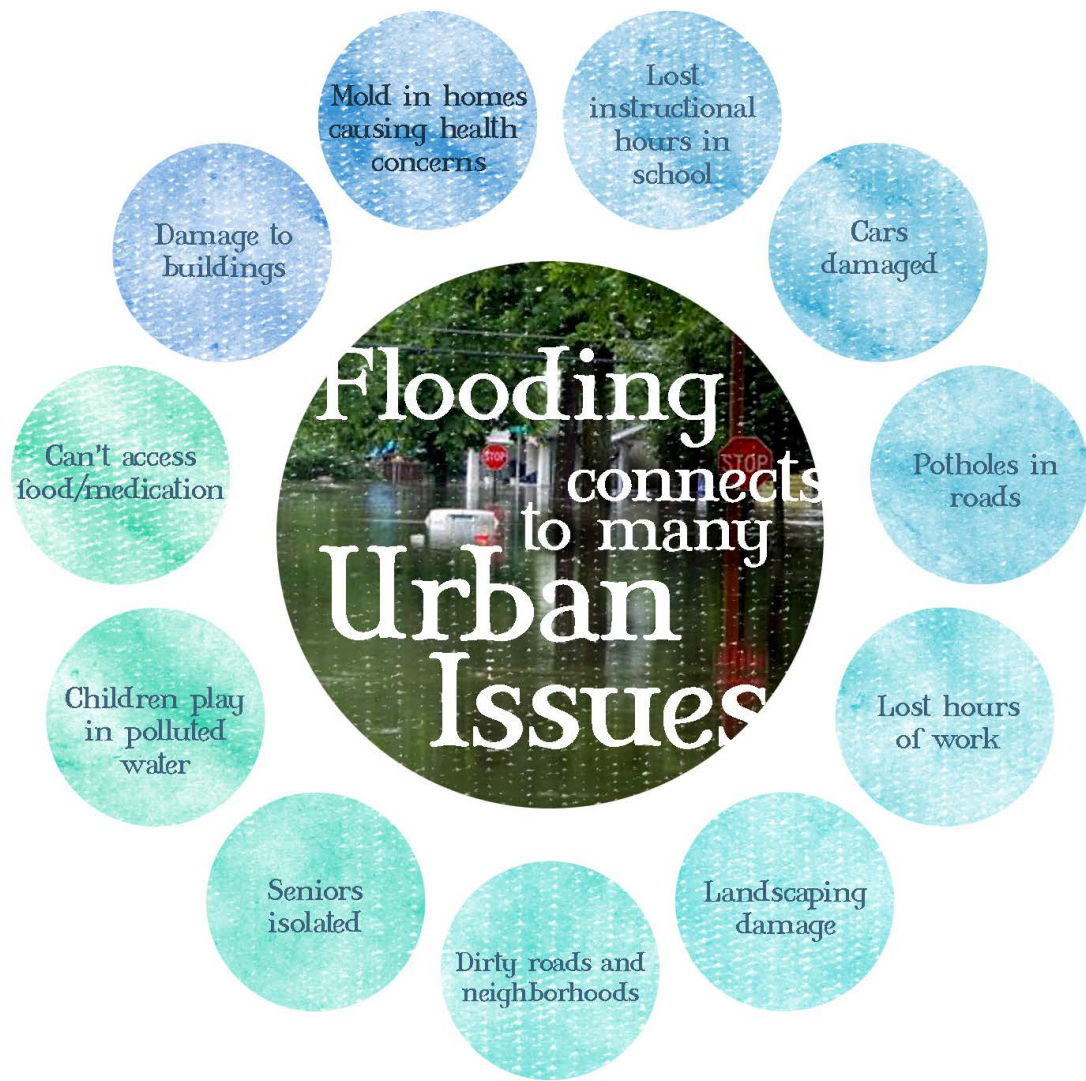 Mold in homes
causing health
concerns
Lost
instructional
hours in
school
Cars
damaged
Potholes in
roads
Lost hours
of work
Landscaping
damage
Dirty roads and
neighborhoods
Seniors
isolated
Children play
in polluted
water
Can't access
food/medication
Damage to
buildings
Flooding
connects
to many
Urban
Issues
STOP
STOP